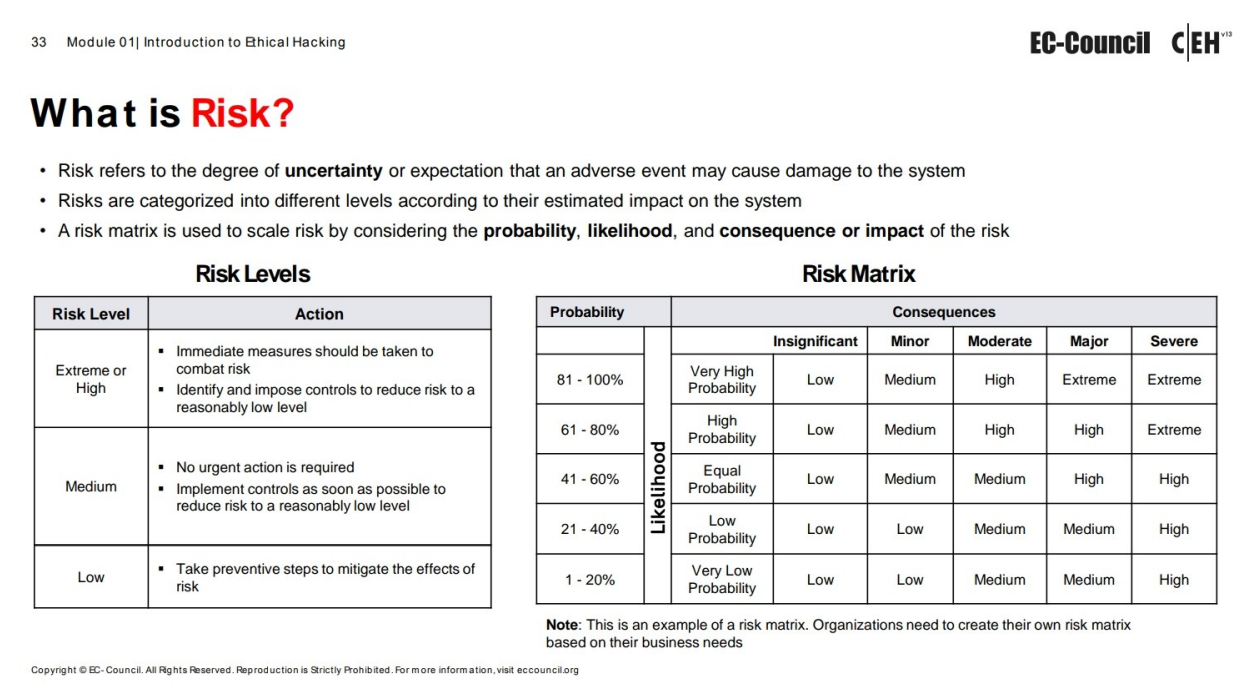 33 Module 01| Introduction to Ethical Hacking
EC-Council C|EH v13
What is Risk?
• Risk refers to the degree of uncertainty or expectation that an adverse event may cause damage to the system
• Risks are categorized into different levels according to their estimated impact on the system
• A risk matrix is used to scale risk by considering the probability, likelihood, and consequence or impact of the risk
Risk Levels
Risk Level Action
Extreme or
High
▪ Immediate measures should be taken to
combat risk
▪ Identify and impose controls to reduce risk to a
reasonably low level
Medium
▪ No urgent action is required
▪ Implement controls as soon as possible to
reduce risk to a reasonably low level
Low
▪ Take preventive steps to mitigate the effects of
risk
Risk Matrix
Probability Consequences
Likelihood
Insignificant Minor Moderate Major Severe
81 - 100% Very High
Probability Low Medium High Extreme Extreme
61 - 80% High
Probability Low Medium High High Extreme
41 - 60% Equal
Probability Low Medium Medium High High
21 - 40% Low
Probability Low Low Medium Medium High
1 - 20% Very Low
Probability Low Low Medium Medium High
Note: This is an example of a risk matrix. Organizations need to create their own risk matrix
based on their business needs
Copyright © EC- Council. All Rights Reserved. Reproduction is Strictly Prohibited. For more information, visit eccouncil.org